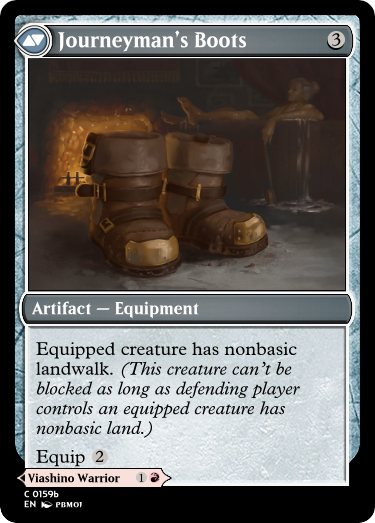 Journeyman's Boots 3
Artifact — Equipment
Equipped creature has nonbasic
landwalk. (This creature can't be
blocked as long as defending player
controls an equipped creature has
nonbasic land.)
Equip 2
Viashino Warrior 1
C 0159b
EN PBMOT